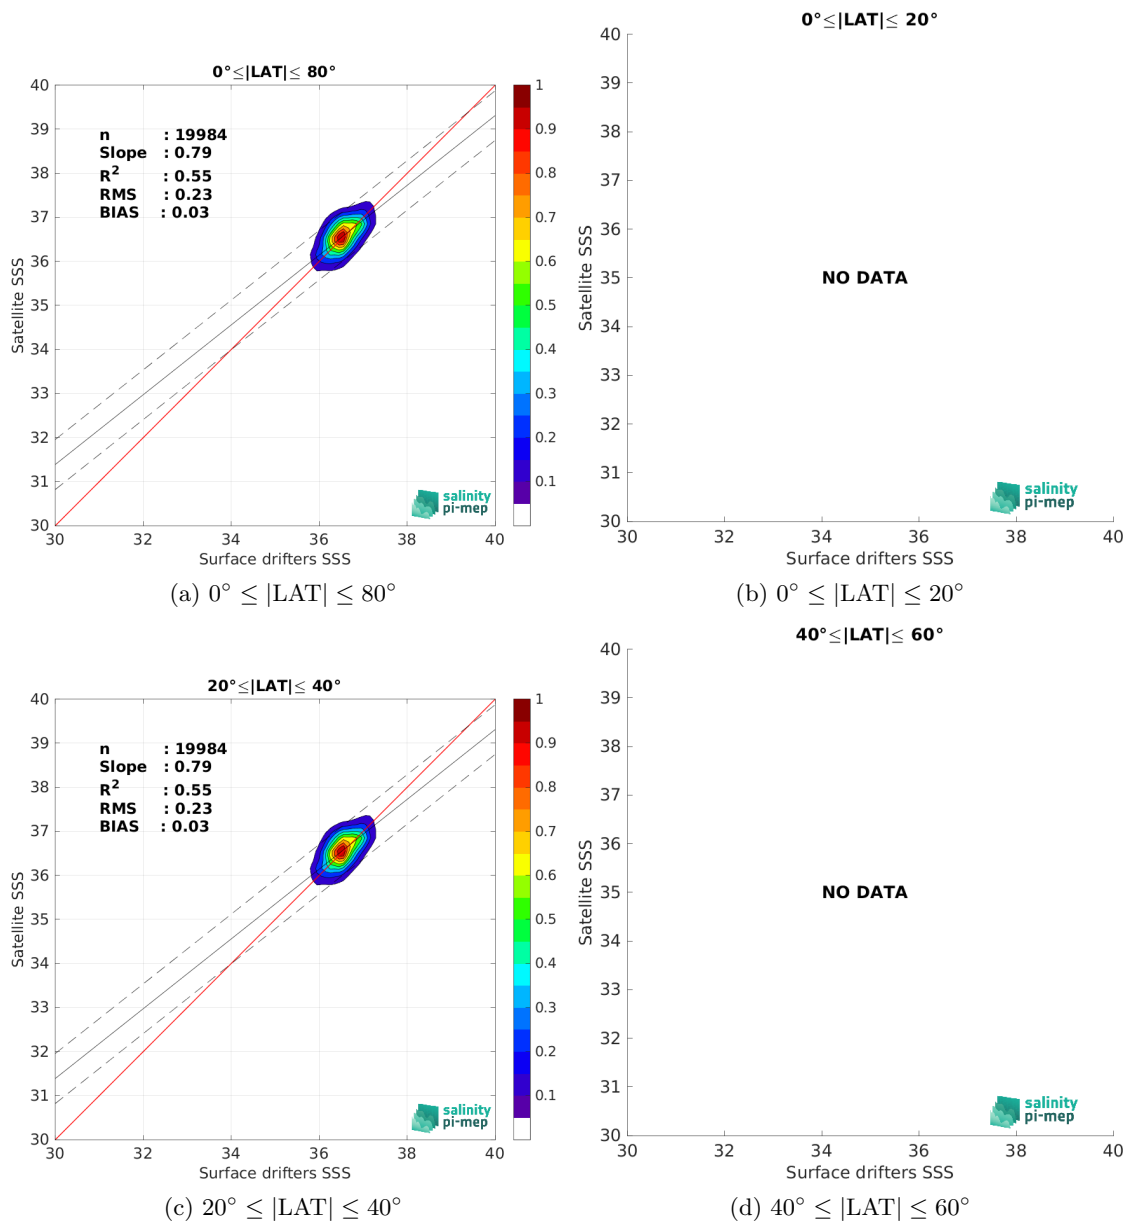 0°≤|LAT|≤ 80°
40
39
38
37
36
35
34
33
32
31
30
30
32
34
36
38
40
Satellite SSS
Surface drifters SSS
n : 19984
Slope : 0.79
R² : 0.55
RMS : 0.23
BIAS : 0.03
1
0.9
0.8
0.7
0.6
0.5
0.4
0.3
0.2
0.1
salinity
pi-mep
(a) 0° ≤ |LAT| ≤ 80°
0°≤|LAT|≤ 20°
40
39
38
37
36
35
34
33
32
31
30
30
32
34
36
38
40
Satellite SSS
Surface drifters SSS
NO DATA
salinity
pi-mep
(b) 0° ≤ |LAT| ≤ 20°
20°≤|LAT|≤ 40°
40
39
38
37
36
35
34
33
32
31
30
30
32
34
36
38
40
Satellite SSS
Surface drifters SSS
n : 19984
Slope : 0.79
R² : 0.55
RMS : 0.23
BIAS : 0.03
1
0.9
0.8
0.7
0.6
0.5
0.4
0.3
0.2
0.1
salinity
pi-mep
(c) 20° ≤ |LAT| ≤ 40°
40°≤|LAT|≤ 60°
40
39
38
37
36
35
34
33
32
31
30
30
32
34
36
38
40
Satellite SSS
Surface drifters SSS
NO DATA
salinity
pi-mep
(d) 40° ≤ |LAT| ≤ 60°